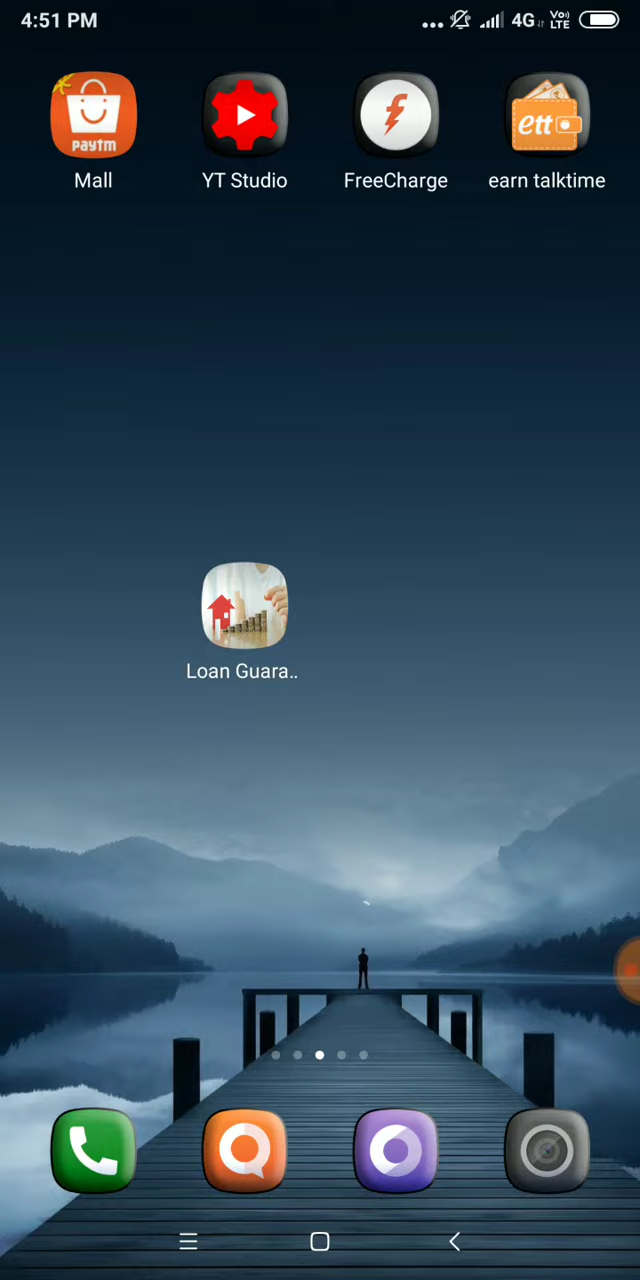 4:51 PM
4G
Vo)
LTE
paytm
ett
Mall
YT Studio
FreeCharge
earn talktime
Loan Guara..